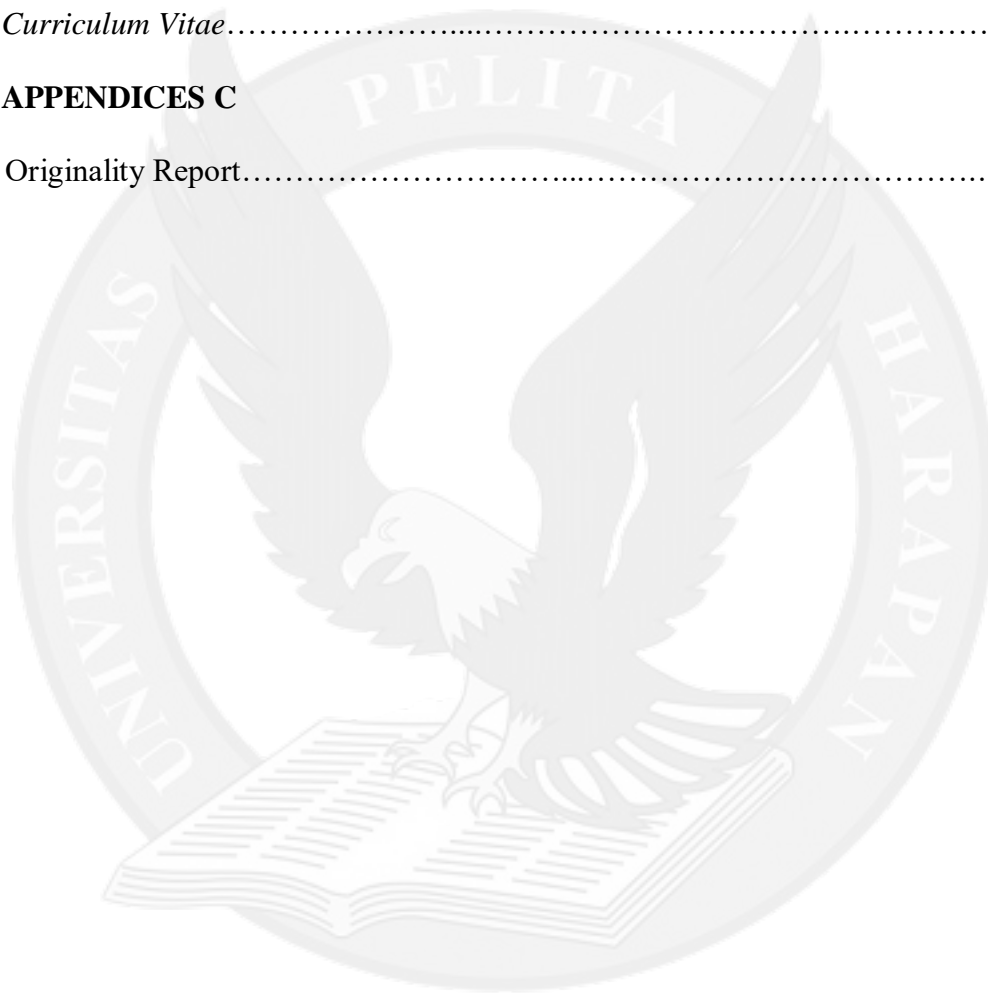 Curriculum Vitae…………………....…………………….……….…………
APPENDICES C
Originality Report…………………………...……………………………….
UNIVERSITAS PELITA HARAPAN